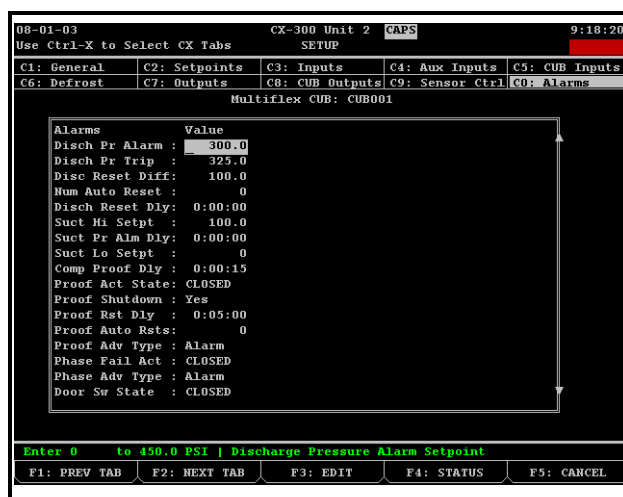 08-01-03 CX-300 Unit 2 CAPS 9:18:20
Use Ctrl-X to Select CX Tabs SETUP
C1: General C2: Setpoints C3: Inputs C4: Aux Inputs C5: CUB Inputs
C6: Defrost C7: Outputs C8: CUB Outputs C9: Sensor Ctrl C0: Alarms
Multiflex CUB: CUB001
Alarms Value
Disch Pr Alarm : _ 300.0
Disch Pr Trip : 325.0
Disc Reset Diff: 100.0
Num Auto Reset : 0
Disch Reset Dly: 0:00:00
Suct Hi Setpt : 100.0
Suct Pr Alm Dly: 0:00:00
Suct Lo Setpt : 0
Comp Proof Dly : 0:00:15
Proof Act State: CLOSED
Proof Shutdown : Yes
Proof Rst Dly : 0:05:00
Proof Auto Rsts: 0
Proof Adv Type : Alarm
Phase Fail Act : CLOSED
Phase Adv Type : Alarm
Door Sw State : CLOSED
Enter 0 to 450.0 PSI | Discharge Pressure Alarm Setpoint
F1: PREV TAB F2: NEXT TAB F3: EDIT F4: STATUS F5: CANCEL